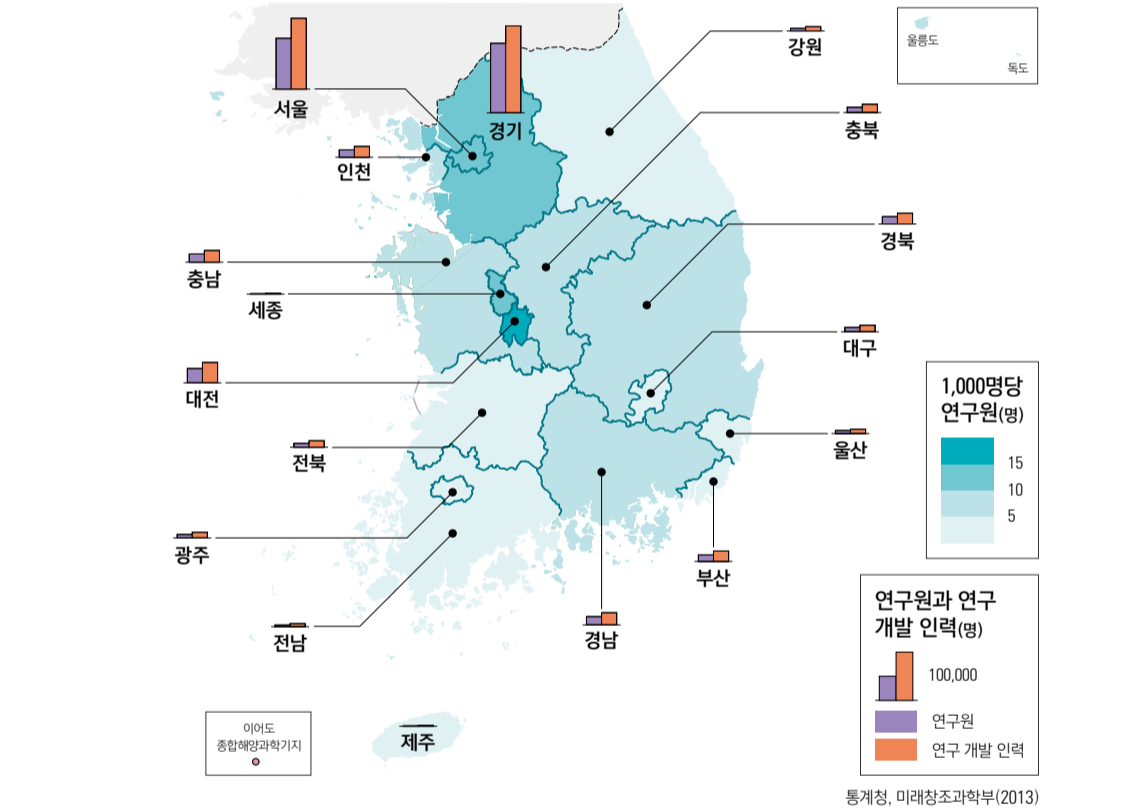 울릉도
독도
강원
서울
경기
충북
인천
경북
충남
세종
대구
대전
1,000명당
연구원(명)
15
10
5
울산
전북
광주
부산
전남
경남
연구원과 연구
개발 인력(명)
100,000
연구원
연구 개발 인력
이어도
종합해양과학기지
제주
통계청, 미래창조과학부(2013)